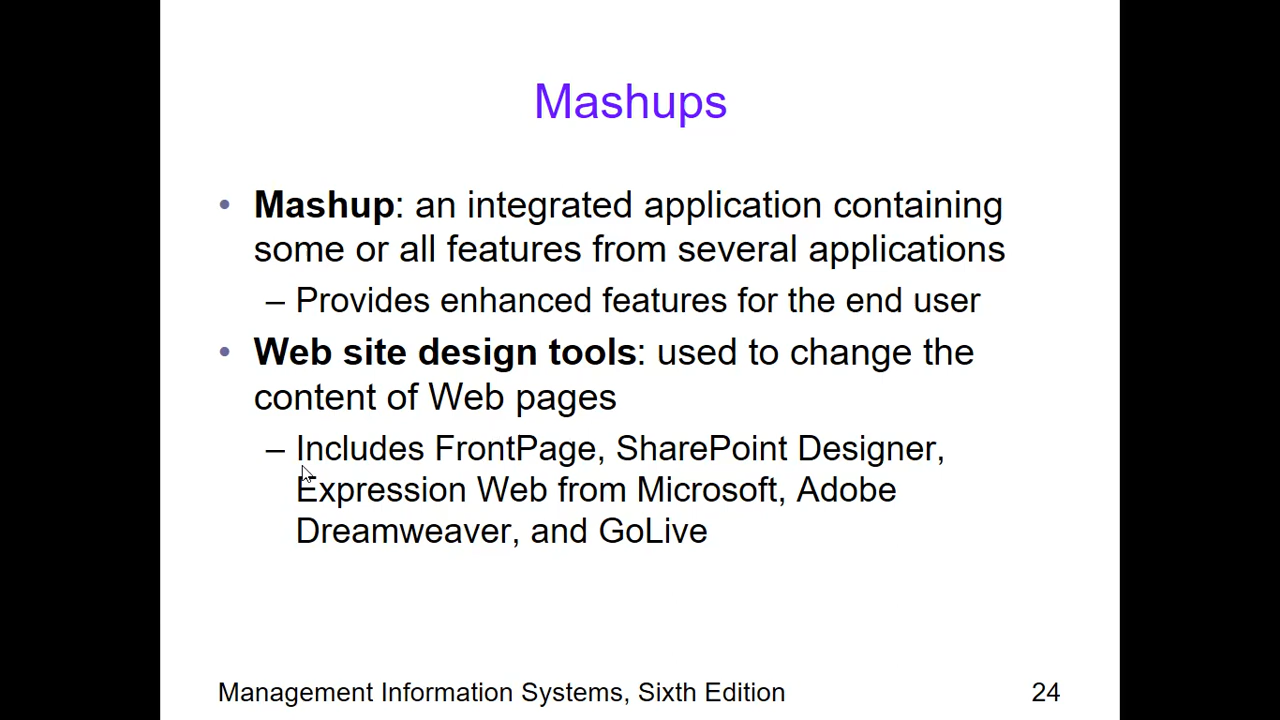 Mashups
• Mashup: an integrated application containing
some or all features from several applications
– Provides enhanced features for the end user
• Web site design tools: used to change the
content of Web pages
– Includes FrontPage, SharePoint Designer,
Expression Web from Microsoft, Adobe
Dreamweaver, and GoLive
Management Information Systems, Sixth Edition 24